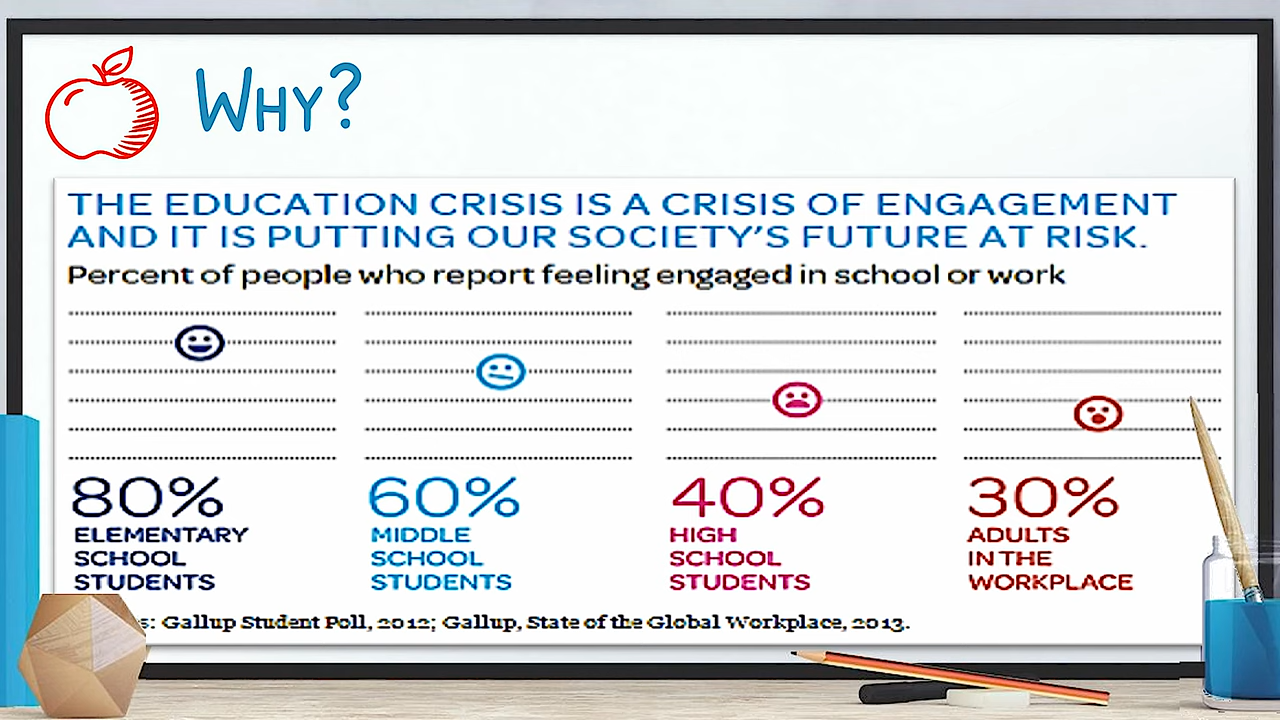 WHY?
THE EDUCATION CRISIS IS A CRISIS OF ENGAGEMENT
AND IT IS PUTTING OUR SOCIETY'S FUTURE AT RISK.
Percent of people who report feeling engaged in school or work
80%
ELEMENTARY
SCHOOL
STUDENTS
60%
MIDDLE
SCHOOL
STUDENTS
40%
HIGH
SCHOOL
STUDENTS
30%
ADULTS
IN THE
WORKPLACE
Gallup Student Poll, 2012; Gallup, State of the Global Workplace, 2013.